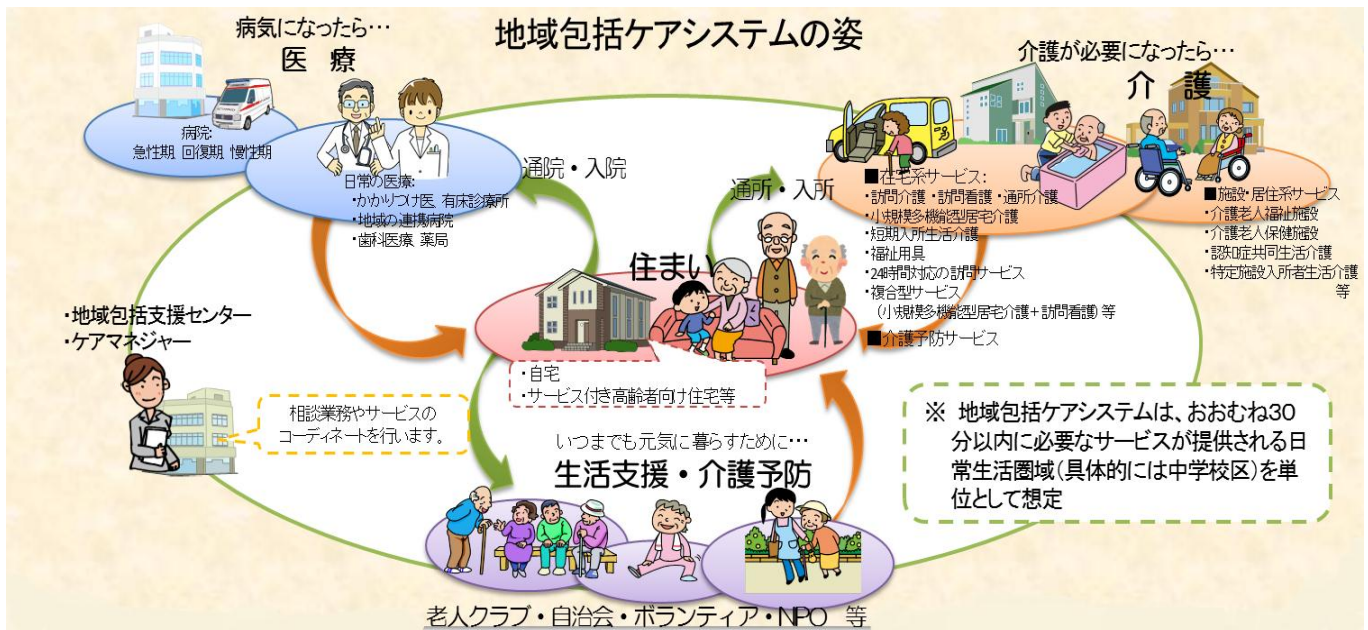 地域包括ケアシステムの姿
病気になったら…
医 療
病院:
急性期 回復期 慢性期
日常の医療:
・かかりつけ医 有床診療所
・地域の連携病院
・歯科医療 薬局
通院・入院
通所・入所
介護が必要になったら…
介 護
■在宅系サービス:
・訪問介護・訪問看護・通所介護
・小規模多機能型居宅介護
・短期入所生活介護
・福祉用具
・24時間対応の訪問サービス
・複合型サービス
(小規模多機能型居宅介護+訪問看護)等
■介護予防サービス
■施設・居住系サービス
・介護老人福祉施設
・介護老人保健施設
・認知症共同生活介護
・特定施設入所者生活介護
等
住まい
・自宅
・サービス付き高齢者向け住宅等
・地域包括支援センター
・ケアマネジャー
相談業務やサービスの
コーディネートを行います。
いつまでも元気に暮らすために…
生活支援・介護予防
老人クラブ・自治会・ボランティア・NPO 等
※ 地域包括ケアシステムは、おおむね30
分以内に必要なサービスが提供される日
常生活圏域(具体的には中学校区)を単
位として想定